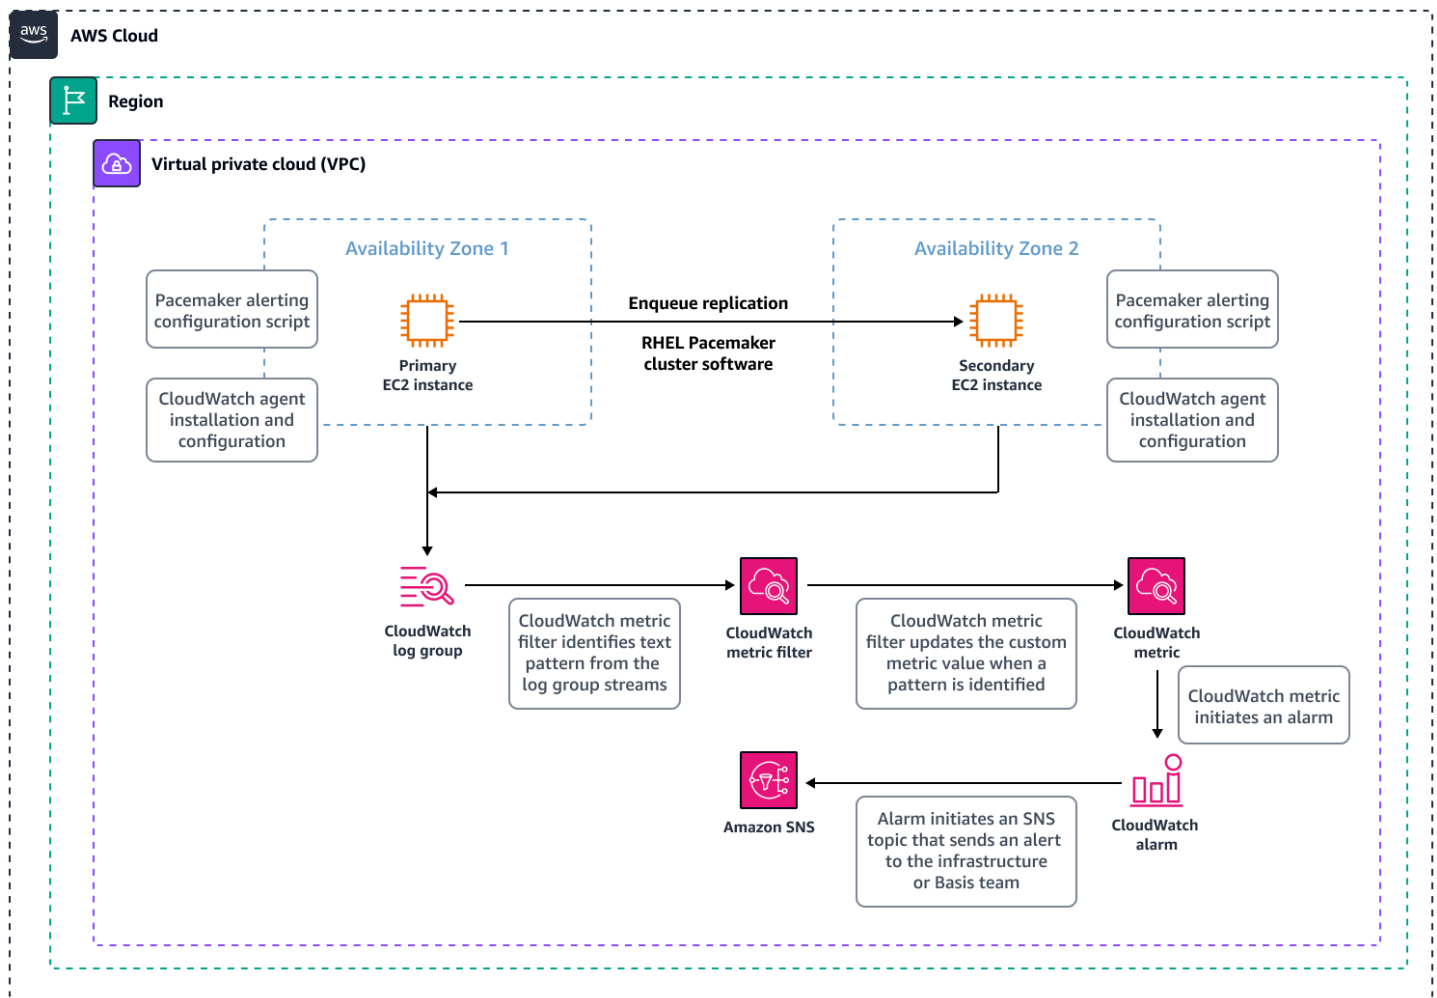 aws
AWS Cloud
Region
Virtual private cloud (VPC)
Availability Zone 1
Availability Zone 2
Pacemaker alerting
configuration script
Enqueue replication
RHEL Pacemaker
cluster software
Pacemaker alerting
configuration script
Primary
EC2 instance
Secondary
EC2 instance
CloudWatch agent
installation and
configuration
CloudWatch agent
installation and
configuration
CloudWatch
log group
CloudWatch metric
filter identifies text
pattern from the
log group streams
CloudWatch
metric filter
CloudWatch metric
filter updates the custom
metric value when a
pattern is identified
CloudWatch
metric
CloudWatch metric
initiates an alarm
Amazon SNS
Alarm initiates an SNS
topic that sends an alert
to the infrastructure
or Basis team
CloudWatch
alarm